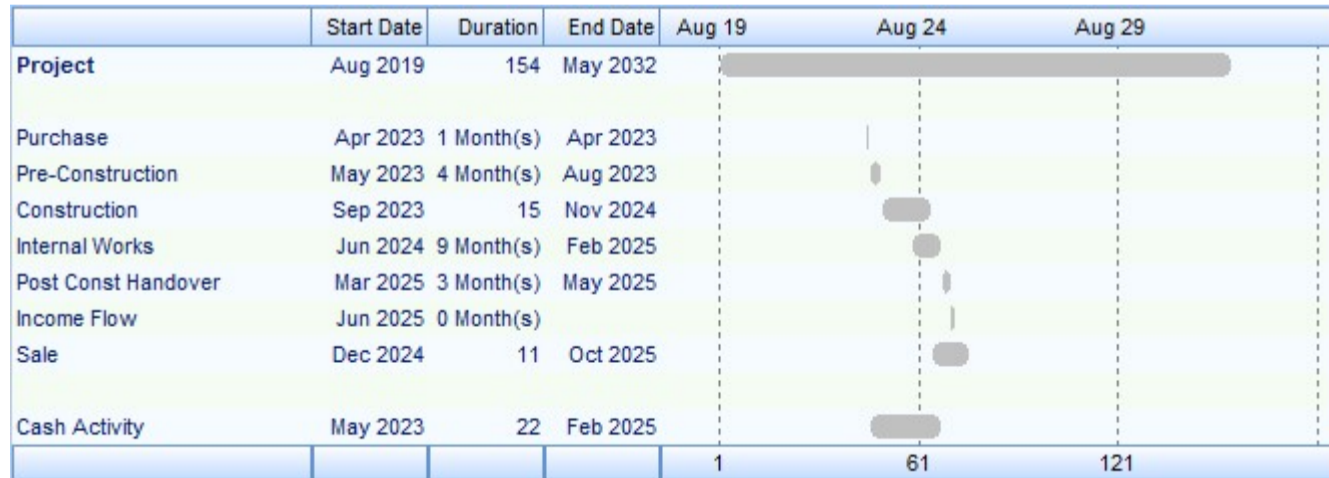 Start Date Duration End Date Aug 19 Aug 24 Aug 29
Project Aug 2019 154 May 2032
Purchase Apr 2023 1 Month(s) Apr 2023
Pre-Construction May 2023 4 Month(s) Aug 2023
Construction Sep 2023 15 Nov 2024
Internal Works Jun 2024 9 Month(s) Feb 2025
Post Const Handover Mar 2025 3 Month(s) May 2025
Income Flow Jun 2025 0 Month(s)
Sale Dec 2024 11 Oct 2025
Cash Activity May 2023 22 Feb 2025
1 61 121